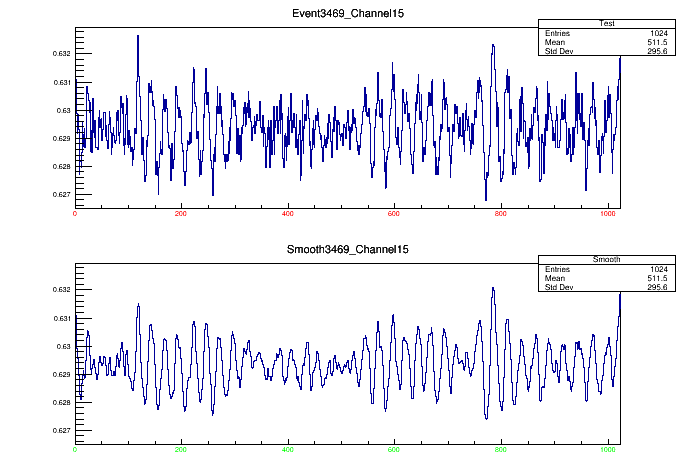 Event3469_Channel15
Test
Entries 1024
Mean 511.5
Std Dev 295.6
0.632
0.631
0.63
0.629
0.628
0.627
0 200 400 600 800 1000
Smooth3469_Channel15
Smooth
Entries 1024
Mean 511.5
Std Dev 295.6
0.632
0.631
0.63
0.629
0.628
0.627
0 200 400 600 800 1000